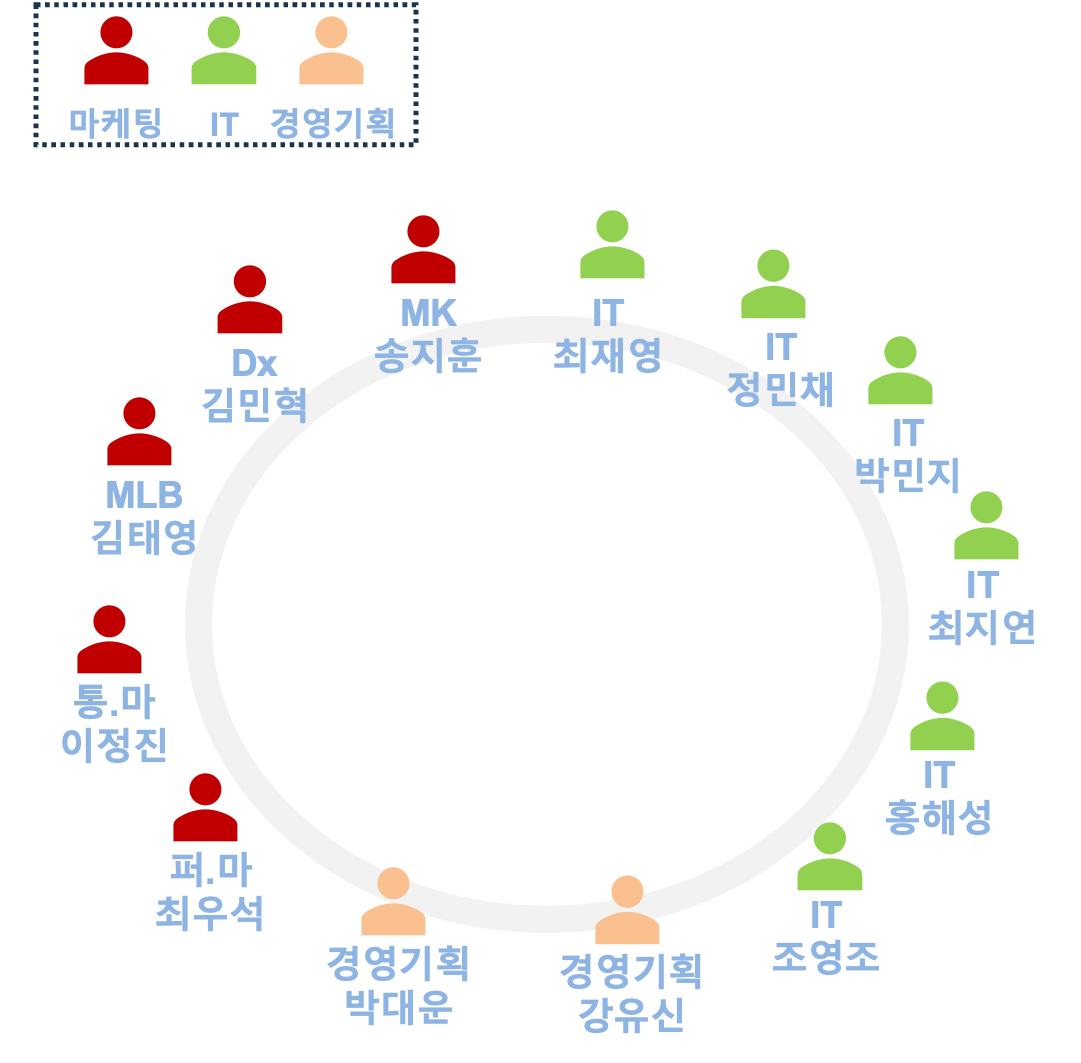 마케팅
IT
경영기획
MK
송지훈
IT
최재영
Dx
김민혁
IT
정민채
IT
박민지
MLB
김태영
IT
최지연
통.마
이정진
IT
홍해성
퍼.마
최우석
IT
조영조
경영기획
박대운
경영기획
강유신